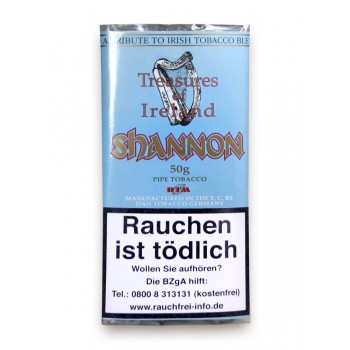 A TRIBUTE TO IRISH TOBACCO BLE
Treasures
of
Ireland
SHANNON
50g
PIPE TOBACCO
DTM
MANUFACTURED IN THE E. C. BY
DAN TOBACCO GERMANY
Rauchen
ist tödlich
Wollen Sie aufhören?
Die BZgA hilft:
Tel.: 0800 8 313131 (kostenfrei)
www.rauchfrei-info.de